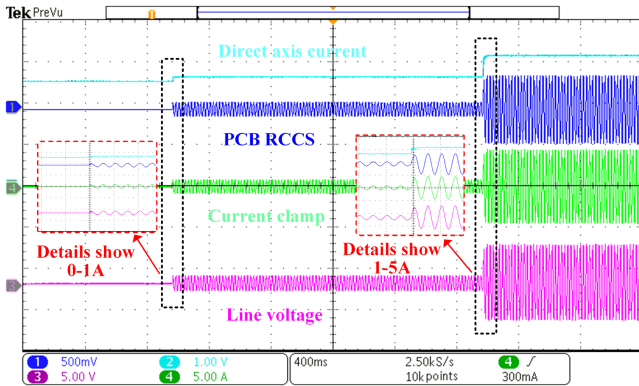 Tek PreVu
T
Direct axis current
1
PCB RCCS
4
Current clamp
Details show
0-1A
Details show
1-5A
3
Line voltage
1 500mV 2 1.00 V 400ms 2.50kS/s 4
3 5.00 V 4 5.00 A 10k points 300mA